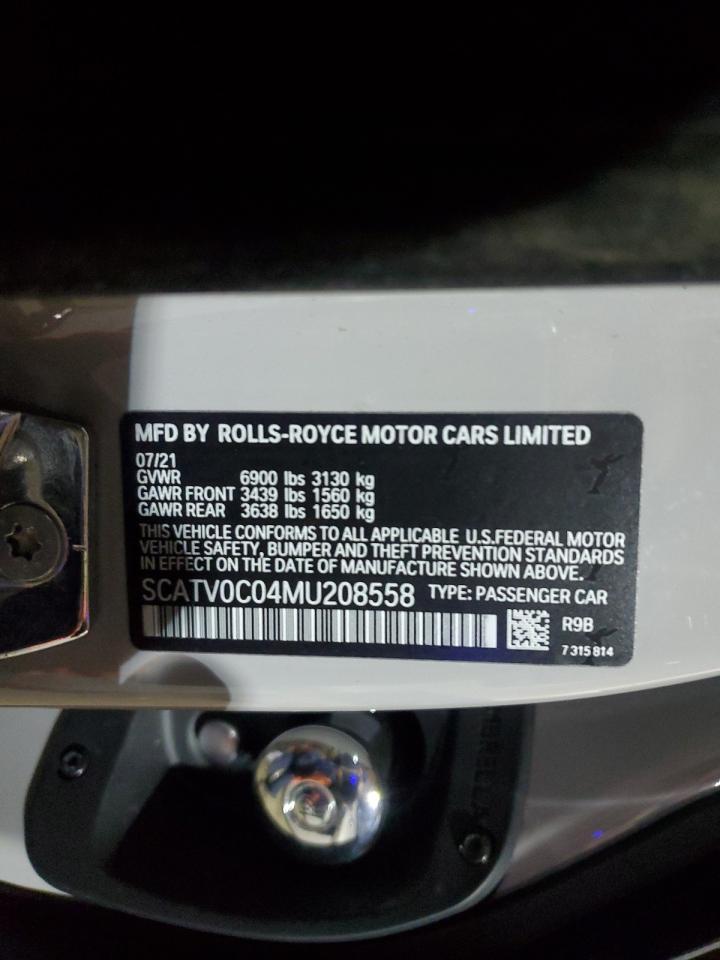 MFD BY ROLLS-ROYCE MOTOR CARS LIMITED
07/21
GVWR 6900 lbs 3130 kg
GAWR FRONT 3439 lbs 1560 kg
GAWR REAR 3638 lbs 1650 kg
THIS VEHICLE CONFORMS TO ALL APPLICABLE U.S.FEDERAL MOTOR
VEHICLE SAFETY, BUMPER AND THEFT PREVENTION STANDARDS
IN EFFECT ON THE DATE OF MANUFACTURE SHOWN ABOVE.
SCATV0C04MU208558 TYPE: PASSENGER CAR
R9B
7 315 814
UMBRELLA